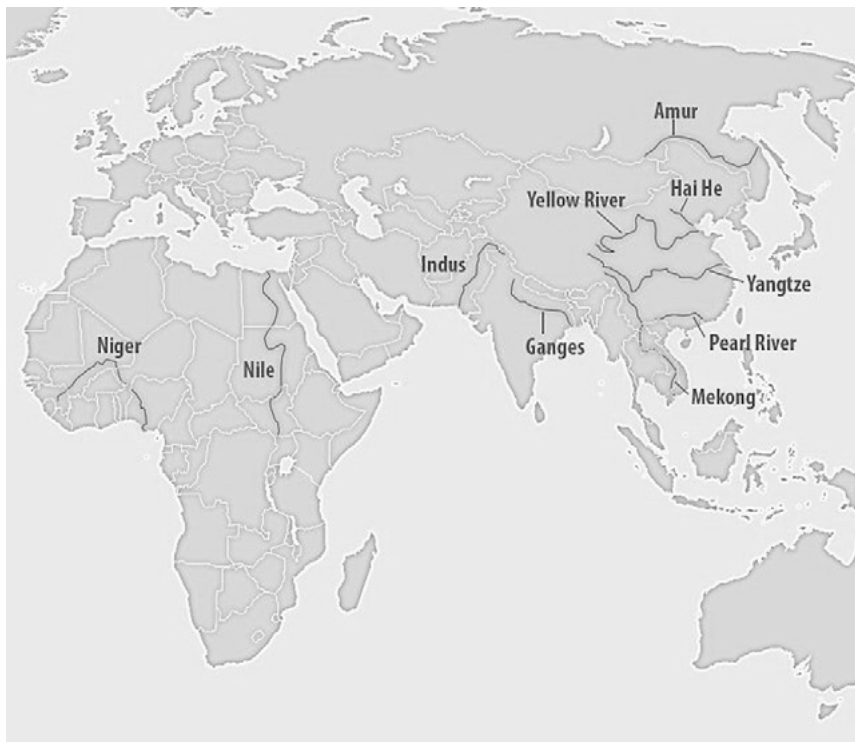 Amur
Hai He
Yellow River
Indus
Yangtze
Niger
Nile
Ganges
Pearl River
Mekong